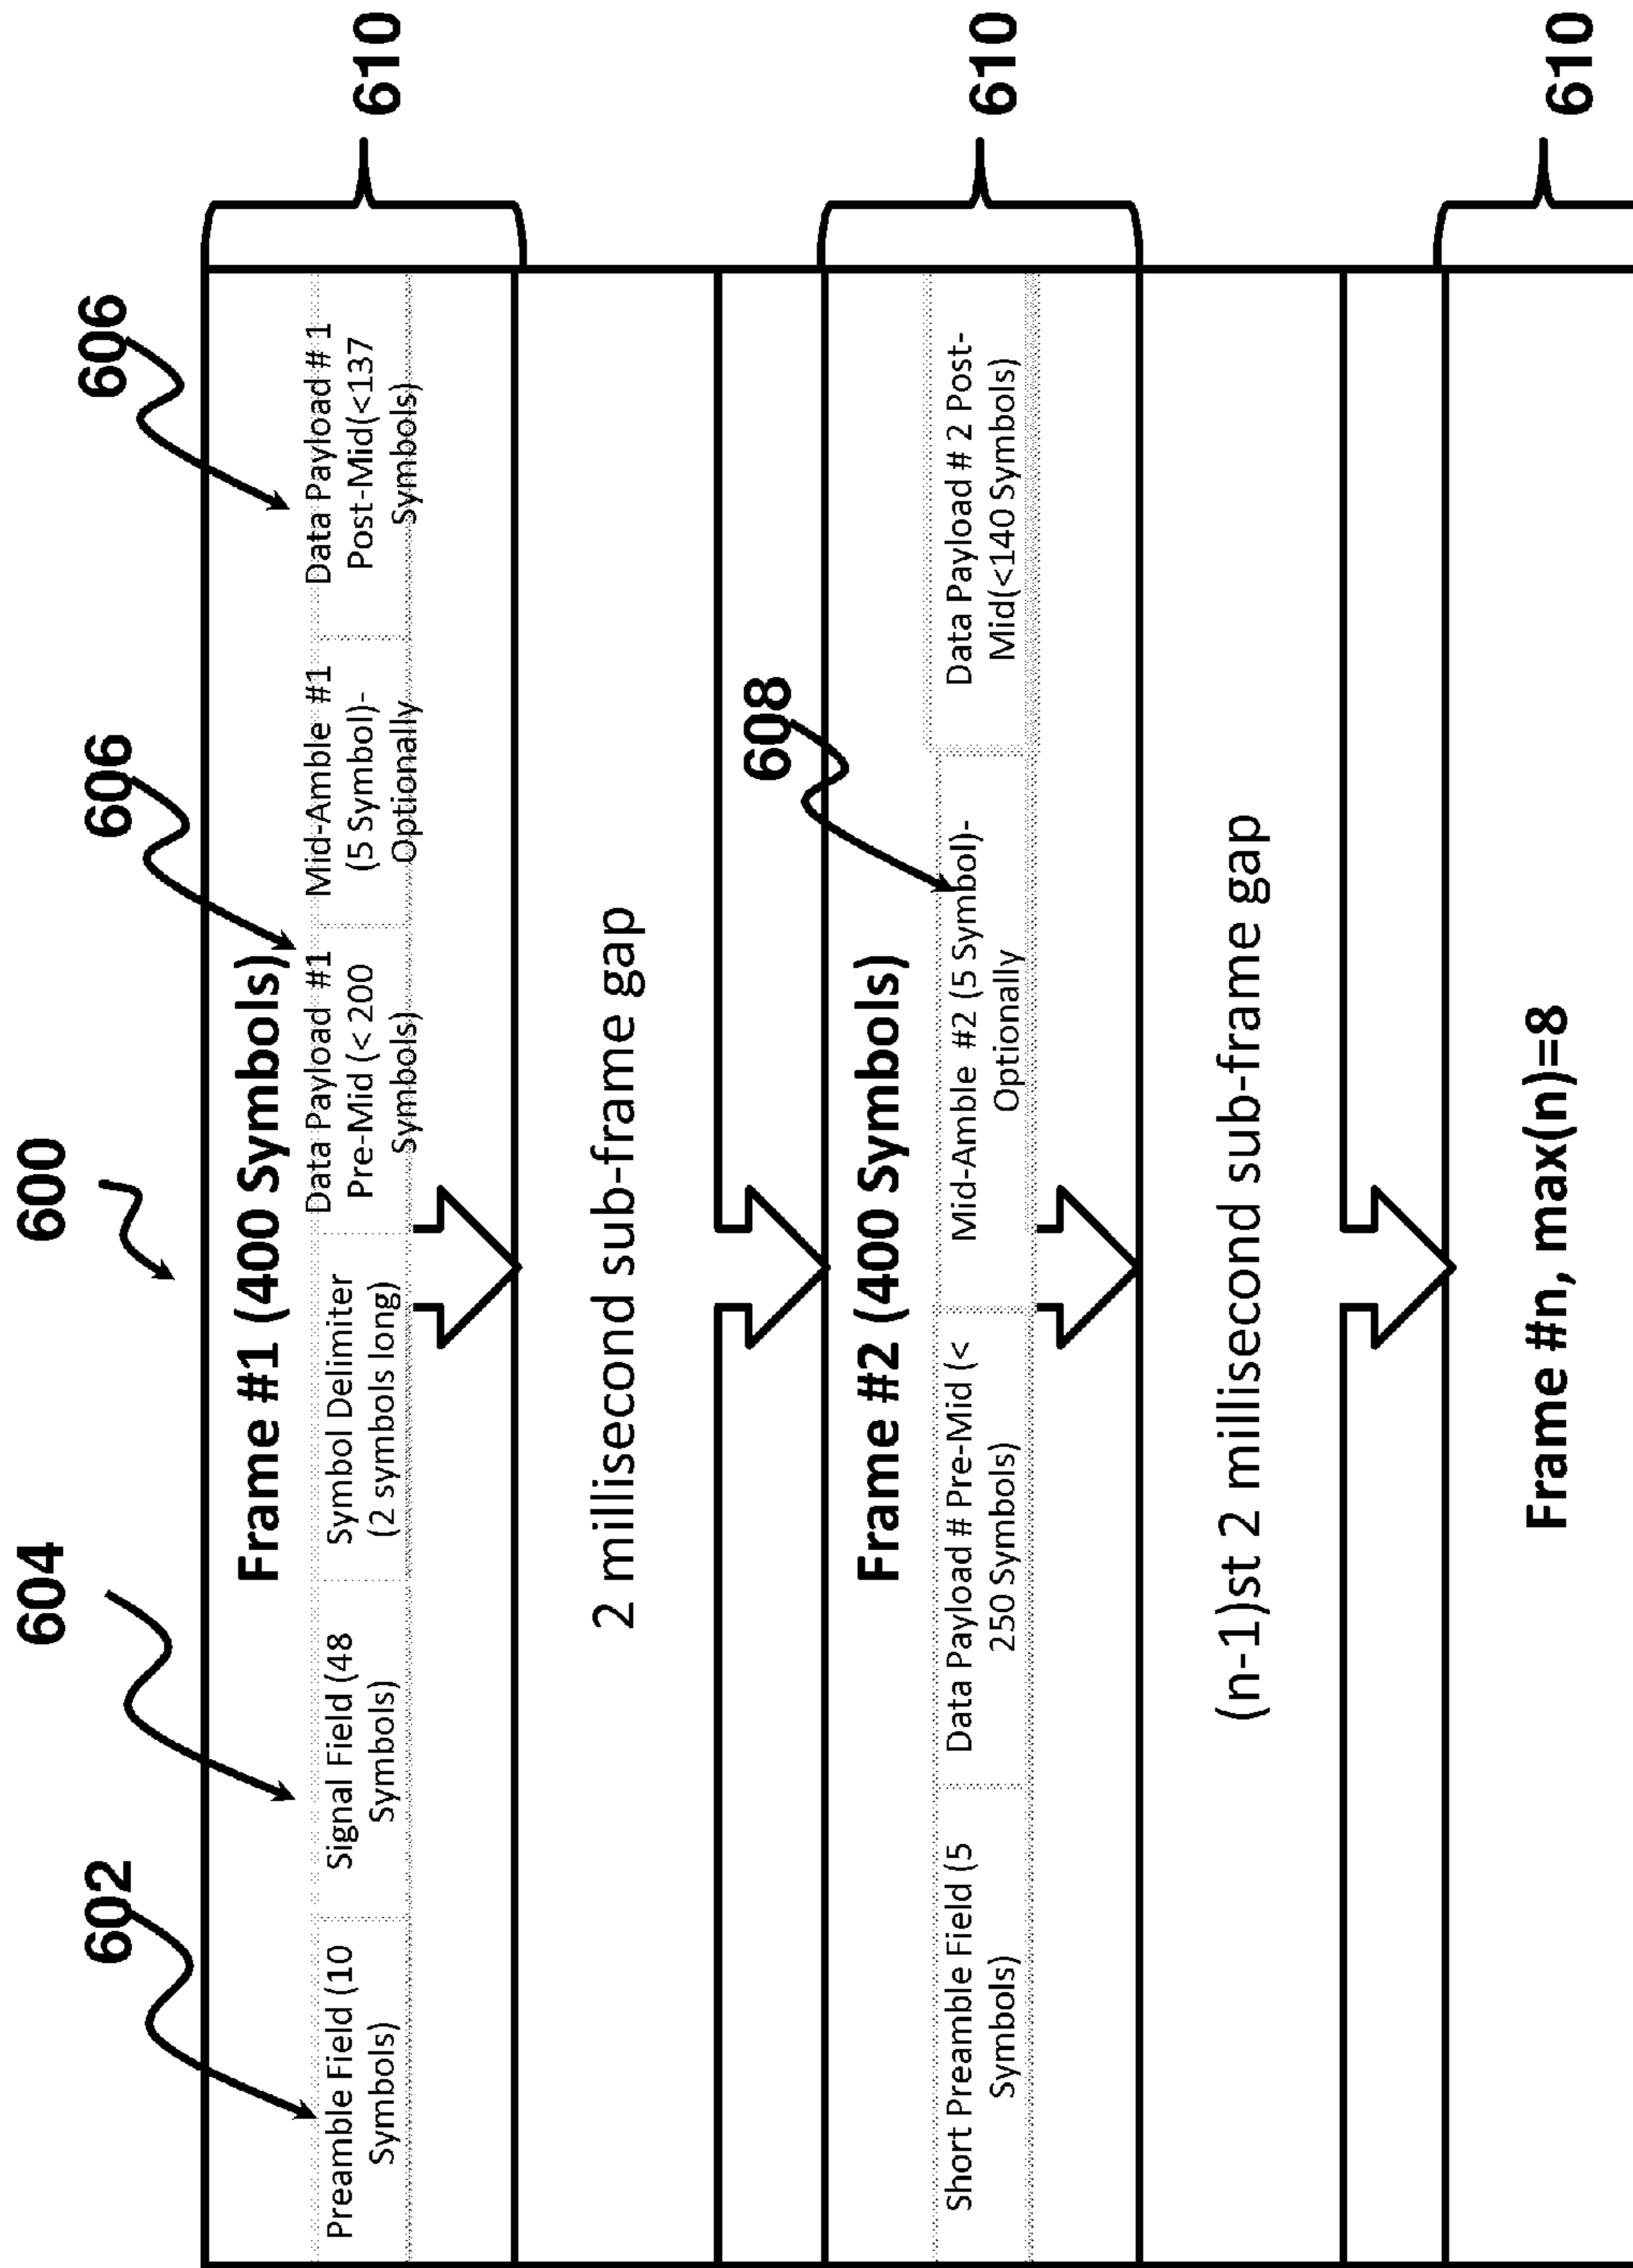 600
602
604
606
606
Frame #1 (400 Symbols)
Preamble Field (10
Symbols)
Signal Field (48
Symbols)
Symbol Delimiter
(2 symbols long)
Data Payload #1
Pre-Mid (< 200
Symbols)
Mid-Amble #1
(5 Symbol)-
Optionally
Data Payload # 1
Post-Mid(<137
Symbols)
610
2 millisecond sub-frame gap
608
Frame #2 (400 Symbols)
Short Preamble Field (5
Symbols)
Data Payload # Pre-Mid (<
250 Symbols)
Mid-Amble #2 (5 Symbol)-
Optionally
Data Payload # 2 Post-
Mid(<140 Symbols)
610
(n-1)st 2 millisecond sub-frame gap
Frame #n, max(n)=8
610